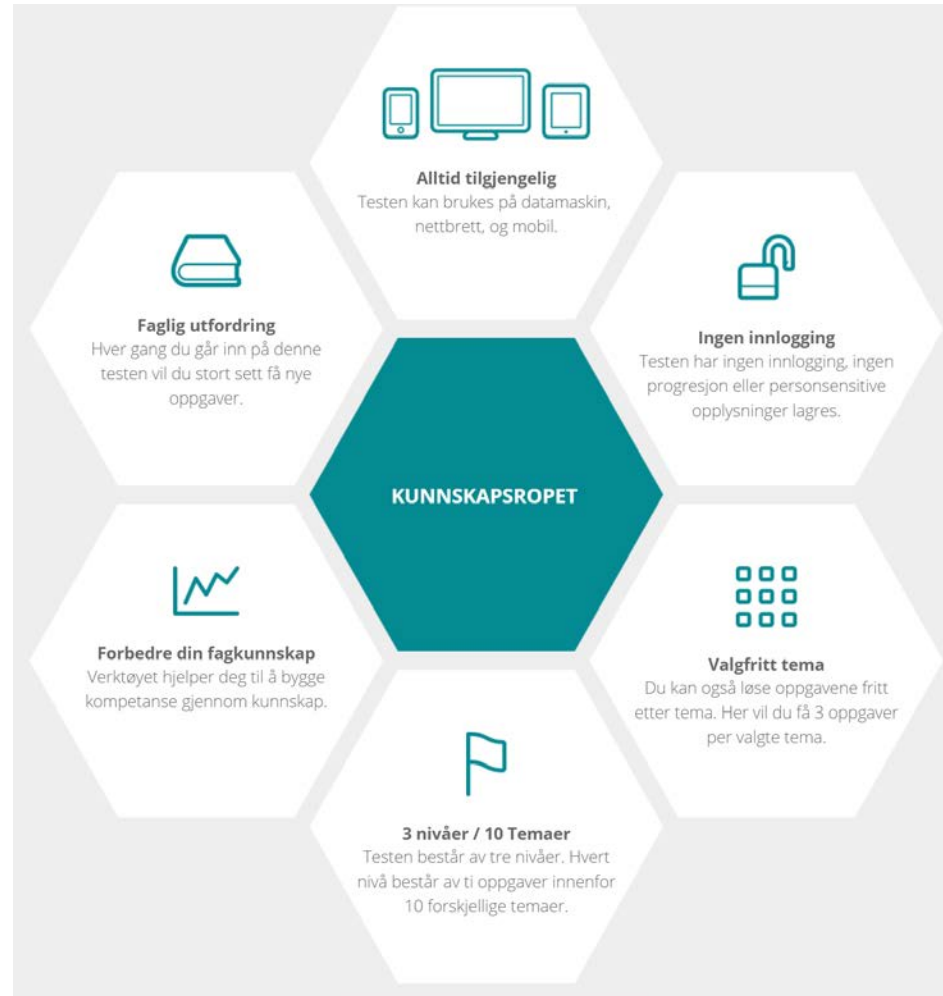 Alltid tilgjengelig
Testen kan brukes på datamaskin,
nettbrett, og mobil.
Faglig utfordring
Hver gang du går inn på denne
testen vil du stort sett få nye
oppgaver.
Ingen innlogging
Testen har ingen innlogging, ingen
progresjon eller personsensitive
opplysninger lagres.
KUNNSKAPSROPET
Forbedre din fagkunnskap
Verktøyet hjelper deg til å bygge
kompetanse gjennom kunnskap.
Valgfritt tema
Du kan også løse oppgavene fritt
etter tema. Her vil du få 3 oppgaver
per valgte tema.
3 nivåer / 10 Temaer
Testen består av tre nivåer. Hvert
nivå består av ti oppgaver innenfor
10 forskjellige temaer.